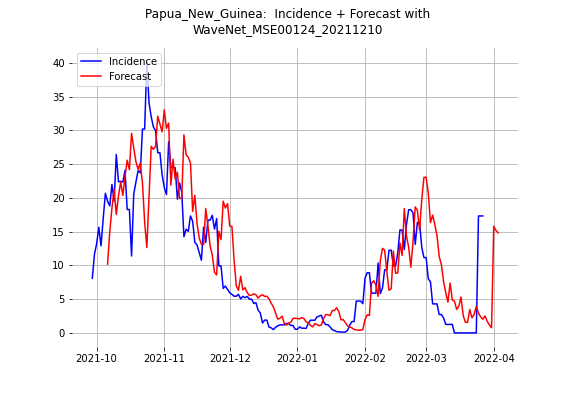 Papua_New_Guinea:  Incidence + Forecast with
WaveNet_MSE00124_20211210
Incidence
Forecast
40
35
30
25
20
15
10
5
0
2021-10 2021-11 2021-12 2022-01 2022-02 2022-03 2022-04